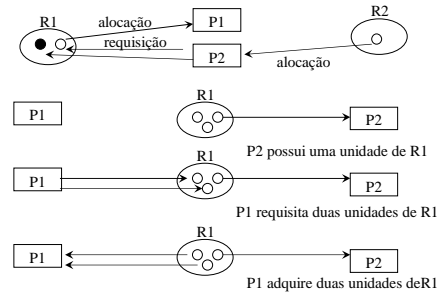 R1
alocação
P1
R2
requisição
P2
alocação
R1
P1
P2
P2 possui uma unidade de R1
R1
P1
P2
P1 requisita duas unidades de R1
R1
P1
P2
P1 adquire duas unidades deR1